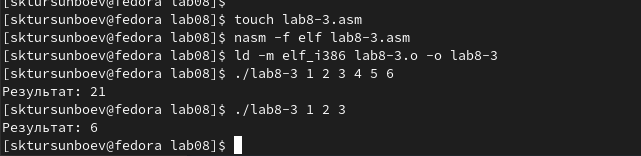 [sktursunboev@fedora lab08]$
[sktursunboev@fedora lab08]$ touch lab8-3.asm
[sktursunboev@fedora lab08]$ nasm -f elf lab8-3.asm
[sktursunboev@fedora lab08]$ ld -m elf_i386 lab8-3.o -o lab8-3
[sktursunboev@fedora lab08]$ ./lab8-3 1 2 3 4 5 6
Результат: 21
[sktursunboev@fedora lab08]$ ./lab8-3 1 2 3
Результат: 6
[sktursunboev@fedora lab08]$